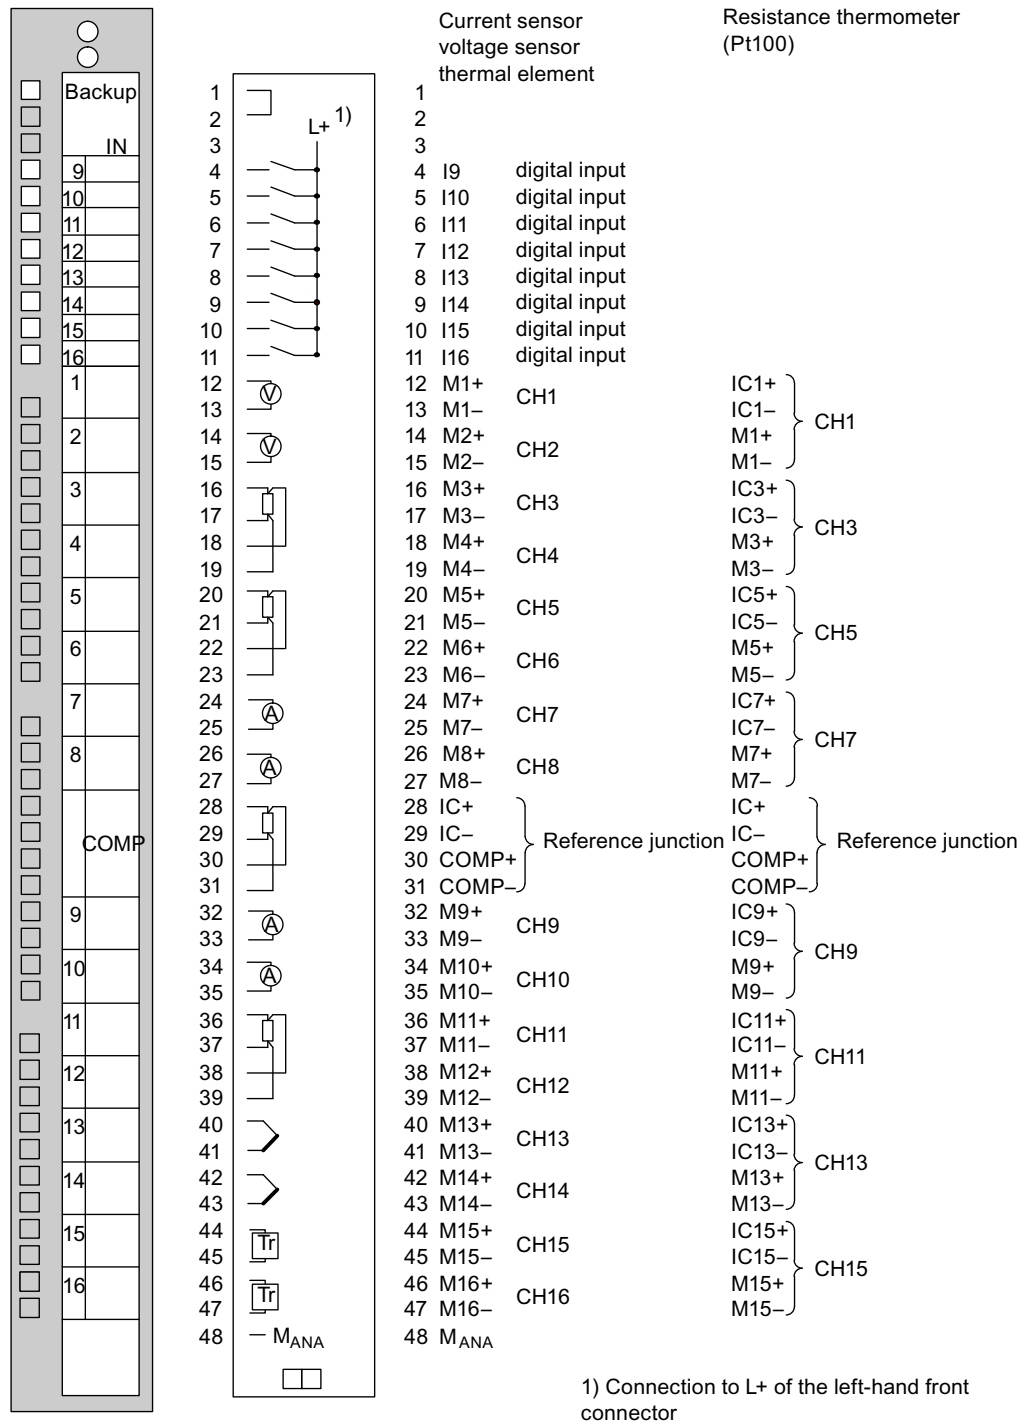 Current sensor
voltage sensor
thermal element
Resistance thermometer
(Pt100)
Backup
IN
9
10
11
12
13
14
15
16
1
2
3
4
5
6
7
8
COMP
9
10
11
12
13
14
15
16
L+ 1)
1 1
2 2
3 3
4 4 I9 digital input
5 5 I10 digital input
6 6 I11 digital input
7 7 I12 digital input
8 8 I13 digital input
9 9 I14 digital input
10 10 I15 digital input
11 11 I16 digital input
12 12 M1+ IC1+
V CH1
13 13 M1– IC1–
CH1
14 14 M2+ M1+
V CH2
15 15 M2– M1–
16 16 M3+ IC3+
CH3
17 17 M3– IC3–
CH3
18 18 M4+ M3+
CH4
19 19 M4– M3–
20 20 M5+ IC5+
CH5
21 21 M5– IC5–
CH5
22 22 M6+ M5+
CH6
23 23 M6– M5–
24 24 M7+ IC7+
A CH7
25 25 M7– IC7–
CH7
26 26 M8+ M7+
A CH8
27 27 M8– M7–
28 28 IC+ IC+
29 29 IC– IC–
Reference junction Reference junction
30 30 COMP+ COMP+
31 31 COMP– COMP–
32 32 M9+ IC9+
A CH9
33 33 M9– IC9–
CH9
34 34 M10+ M9+
A CH10
35 35 M10– M9–
36 36 M11+ IC11+
CH11
37 37 M11– IC11–
CH11
38 38 M12+ M11+
CH12
39 39 M12– M11–
40 40 M13+ IC13+
CH13
41 41 M13– IC13–
CH13
42 42 M14+ M13+
CH14
43 43 M14– M13–
44 44 M15+ IC15+
Tr CH15
45 45 M15– IC15–
CH15
46 46 M16+ M15+
Tr CH16
47 47 M16– M15–
48 MANA 48 MANA
1) Connection to L+ of the left-hand front
connector